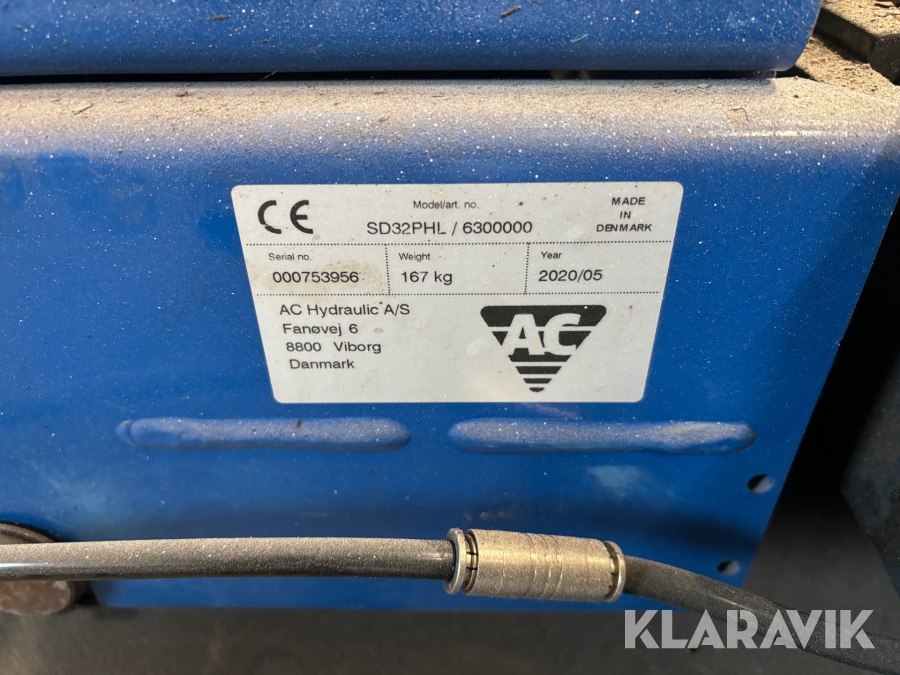 CE
Model/art. no.
SD32PHL / 6300000
MADE
IN
DENMARK
Serial no.
000753956
Weight
167 kg
Year
2020/05
AC Hydraulic A/S
Fanøvej 6
8800 Viborg
Danmark
AC
KLARAVIK